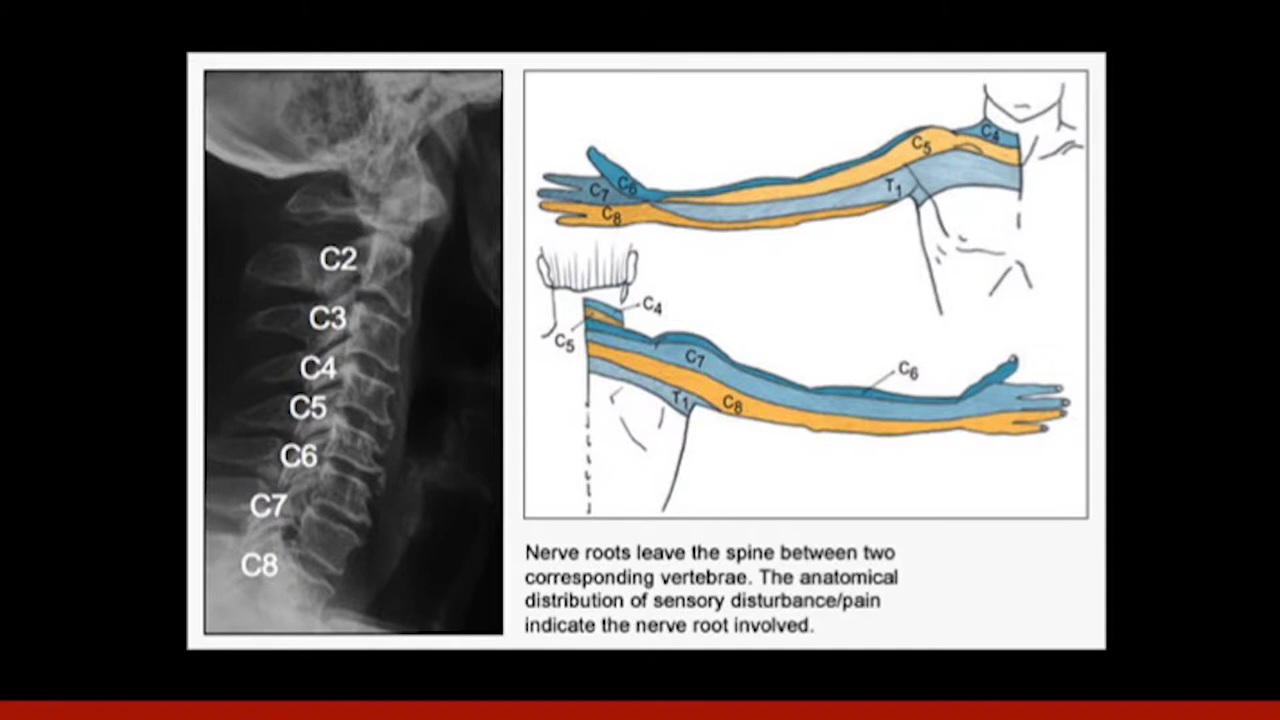 C2
C3
C4
C5
C6
C7
C8
C4
C5
T1
C6
C7
C8
C4
C5
C7
C6
T1
C8
Nerve roots leave the spine between two
corresponding vertebrae. The anatomical
distribution of sensory disturbance/pain
indicate the nerve root involved.